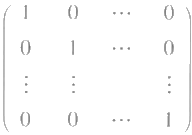 1 0 ⋯ 0
0 1 ⋯ 0
⋮ ⋮ ⋮
0 0 ⋯ 1